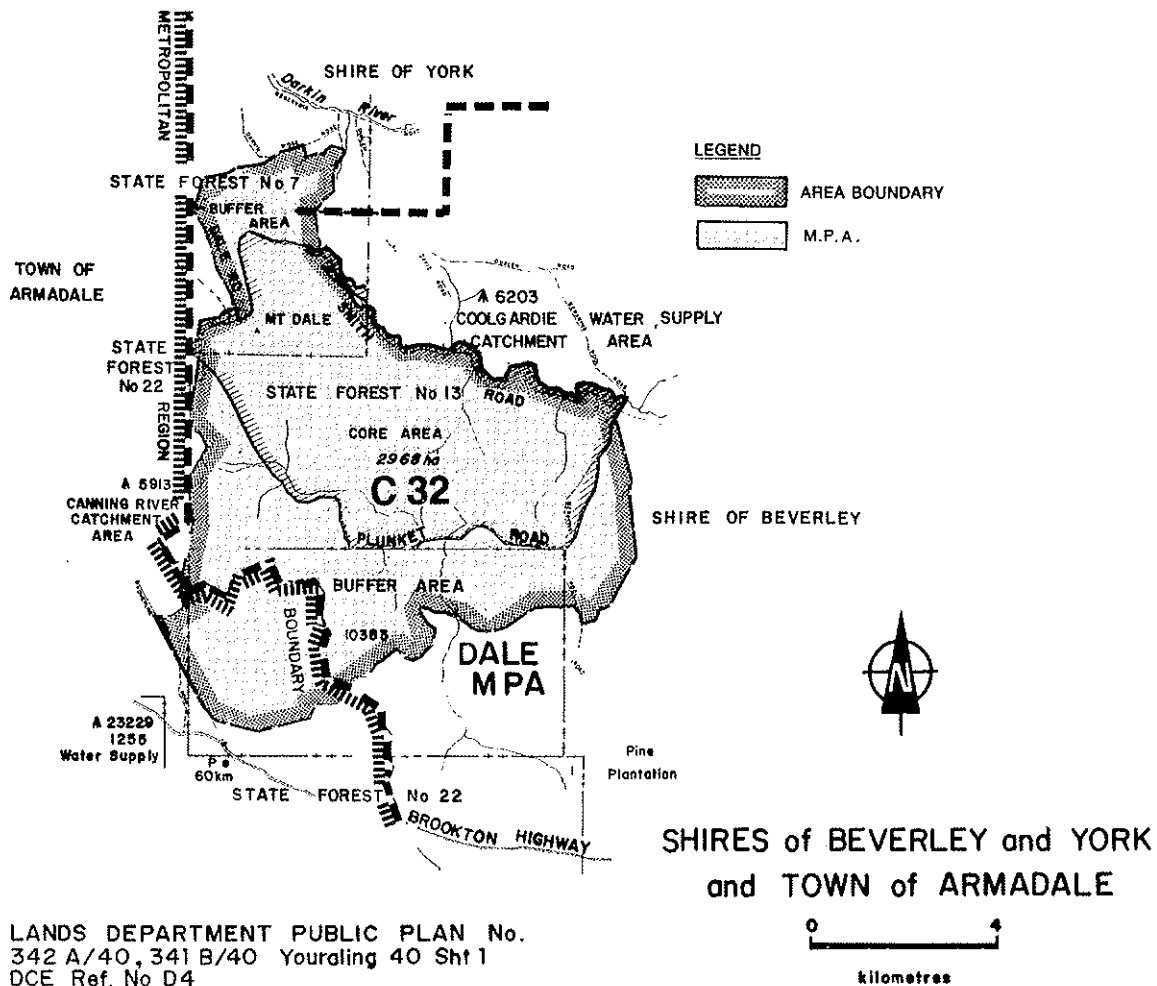 METROPOLITAN
SHIRE OF YORK
Darkin
River
LEGEND
AREA BOUNDARY
M.P.A.
STATE FOREST No 7
BUFFER
AREA
TOWN OF
ARMADALE
A 6203
COOLGARDIE
CATCHMENT
WATER SUPPLY
AREA
MT DALE
SMITH
STATE
FOREST
No 22
REGION
STATE FOREST No 13
ROAD
CORE AREA
2968 ha
C 32
A 5913
CANNING RIVER
CATCHMENT
AREA
SHIRE OF BEVERLEY
PLUNKET
ROAD
BUFFER AREA
BOUNDARY
10383
DALE
MPA
N
A 23229
1255
Water Supply
P
60km
Pine
Plantation
STATE FOREST No 22
BROOKTON HIGHWAY
SHIRES of BEVERLEY and YORK
and TOWN of ARMADALE
0 4
kilometres
LANDS DEPARTMENT PUBLIC PLAN No.
342 A/40, 341 B/40 Youraling 40 Sht 1
DCE Ref. No D4